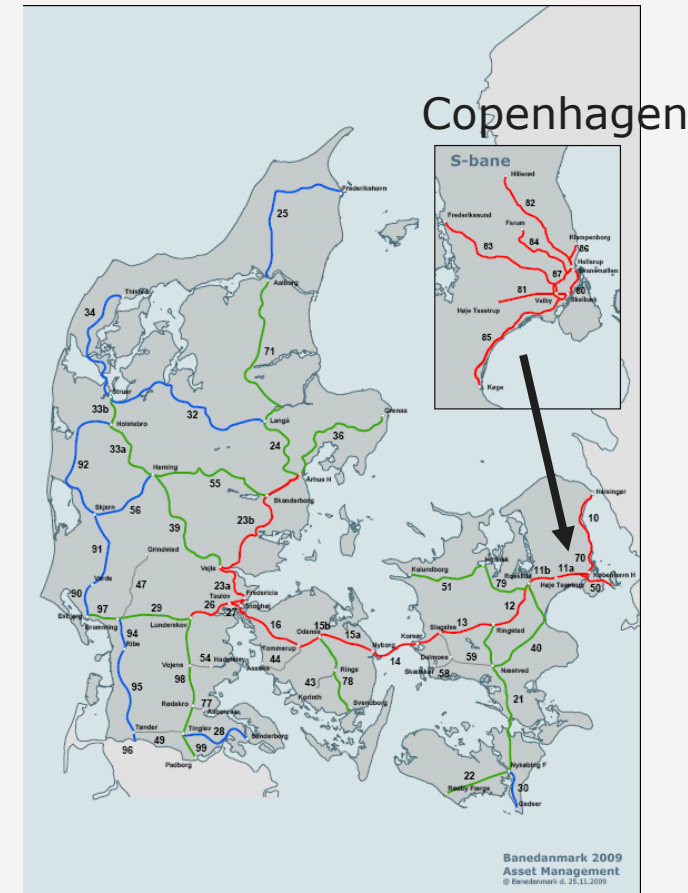 Copenhagen
S-bane
Hillerød
82
Frederikssund
Farum
Klampenborg
86
83
84
Hellerup
87
81
Valby
80
Skelbæk
Høje Taastrup
85
Køge
Frederikshavn
25
Aalborg
Thisted
34
71
Struer
33b
32
Holstebro
Langå
Grenaa
36
33a
24
92
Herning
55
Århus H
Skanderborg
Skjern
56
39
23b
Helsingør
10
91
Grindsted
Vejle
Holbæk
70
Kalundborg
11b
11a
Roskilde
København H
Varde
47
23a
Fredericia
51
79
Høje Taastrup
50
90
Taulov
26
Snoghøj
27
Esbjerg
97
29
12
Bramming
Lunderskov
16
15b
13
94
Odense
15a
Slagelse
Ringsted
Ribe
Nyborg
Korsør
40
Tommerup
14
Dalmose
59
Vojens
54
Haderslev
Assens
44
Ringe
Skælskør
58
Næstved
95
98
43
78
Korinth
Rødekro
77
Svendborg
21
Aabenraa
Tønder
Tinglev
28
Sønderborg
49
96
99
Padborg
Nykøbing F
22
Rødby Færge
30
Gedser
Banedanmark 2009
Asset Management
© Banedanmark d. 25.11.2009